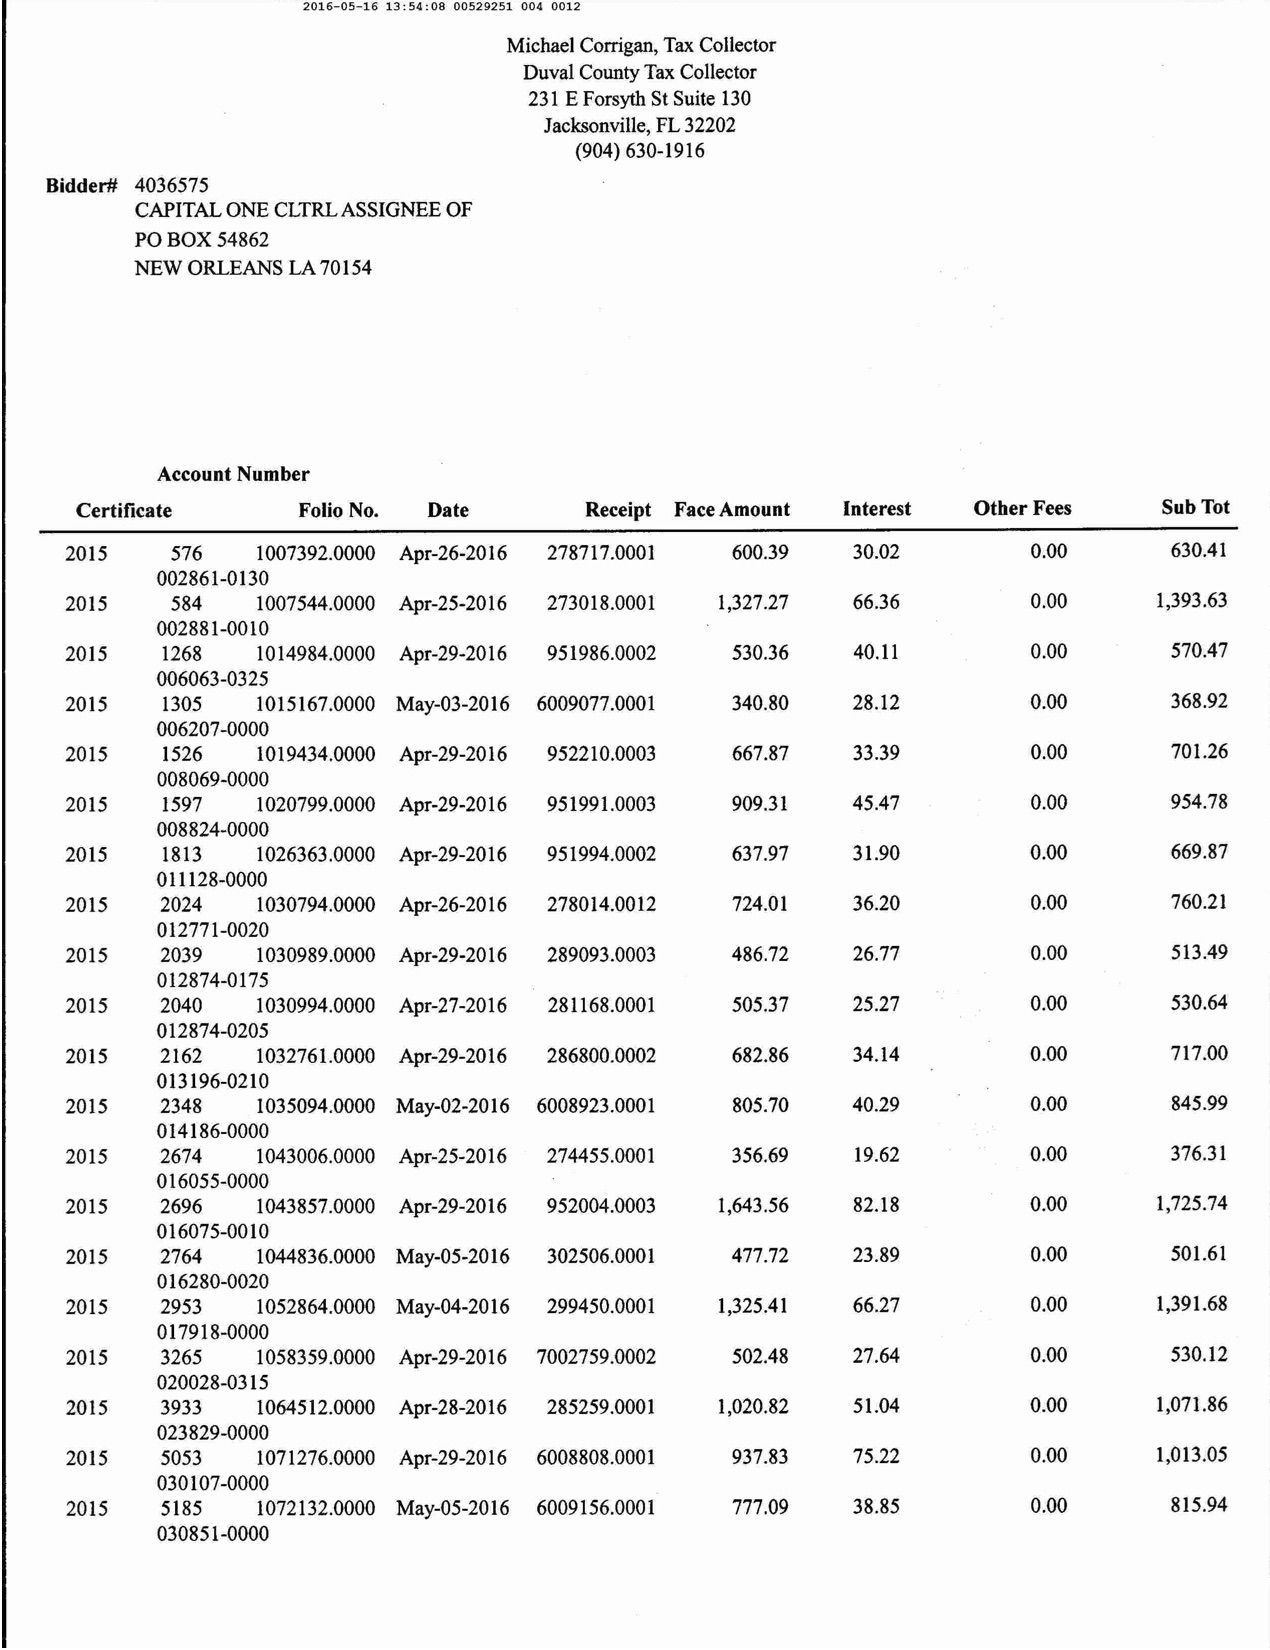 2016-05-16 13:54:08 00529251 004 0012
Michael Corrigan, Tax Collector
Duval County Tax Collector
231 E Forsyth St Suite 130
Jacksonville, FL 32202
(904) 630-1916
Bidder# 4036575
CAPITAL ONE CLTRL ASSIGNEE OF
PO BOX 54862
NEW ORLEANS LA 70154
Account Number
Certificate Folio No. Date Receipt Face Amount Interest Other Fees Sub Tot
2015 576 1007392.0000 Apr-26-2016 278717.0001 600.39 30.02 0.00 630.41
002861-0130
2015 584 1007544.0000 Apr-25-2016 273018.0001 1,327.27 66.36 0.00 1,393.63
002881-0010
2015 1268 1014984.0000 Apr-29-2016 951986.0002 530.36 40.11 0.00 570.47
006063-0325
2015 1305 1015167.0000 May-03-2016 6009077.0001 340.80 28.12 0.00 368.92
006207-0000
2015 1526 1019434.0000 Apr-29-2016 952210.0003 667.87 33.39 0.00 701.26
008069-0000
2015 1597 1020799.0000 Apr-29-2016 951991.0003 909.31 45.47 0.00 954.78
008824-0000
2015 1813 1026363.0000 Apr-29-2016 951994.0002 637.97 31.90 0.00 669.87
011128-0000
2015 2024 1030794.0000 Apr-26-2016 278014.0012 724.01 36.20 0.00 760.21
012771-0020
2015 2039 1030989.0000 Apr-29-2016 289093.0003 486.72 26.77 0.00 513.49
012874-0175
2015 2040 1030994.0000 Apr-27-2016 281168.0001 505.37 25.27 0.00 530.64
012874-0205
2015 2162 1032761.0000 Apr-29-2016 286800.0002 682.86 34.14 0.00 717.00
013196-0210
2015 2348 1035094.0000 May-02-2016 6008923.0001 805.70 40.29 0.00 845.99
014186-0000
2015 2674 1043006.0000 Apr-25-2016 274455.0001 356.69 19.62 0.00 376.31
016055-0000
2015 2696 1043857.0000 Apr-29-2016 952004.0003 1,643.56 82.18 0.00 1,725.74
016075-0010
2015 2764 1044836.0000 May-05-2016 302506.0001 477.72 23.89 0.00 501.61
016280-0020
2015 2953 1052864.0000 May-04-2016 299450.0001 1,325.41 66.27 0.00 1,391.68
017918-0000
2015 3265 1058359.0000 Apr-29-2016 7002759.0002 502.48 27.64 0.00 530.12
020028-0315
2015 3933 1064512.0000 Apr-28-2016 285259.0001 1,020.82 51.04 0.00 1,071.86
023829-0000
2015 5053 1071276.0000 Apr-29-2016 6008808.0001 937.83 75.22 0.00 1,013.05
030107-0000
2015 5185 1072132.0000 May-05-2016 6009156.0001 777.09 38.85 0.00 815.94
030851-0000